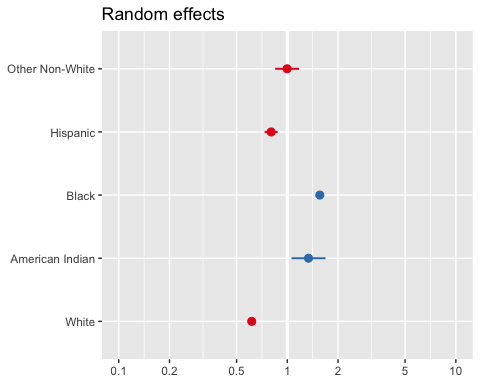 Random effects
Other Non-White
Hispanic
Black
American Indian
White
0.1 0.2 0.5 1 2 5 10